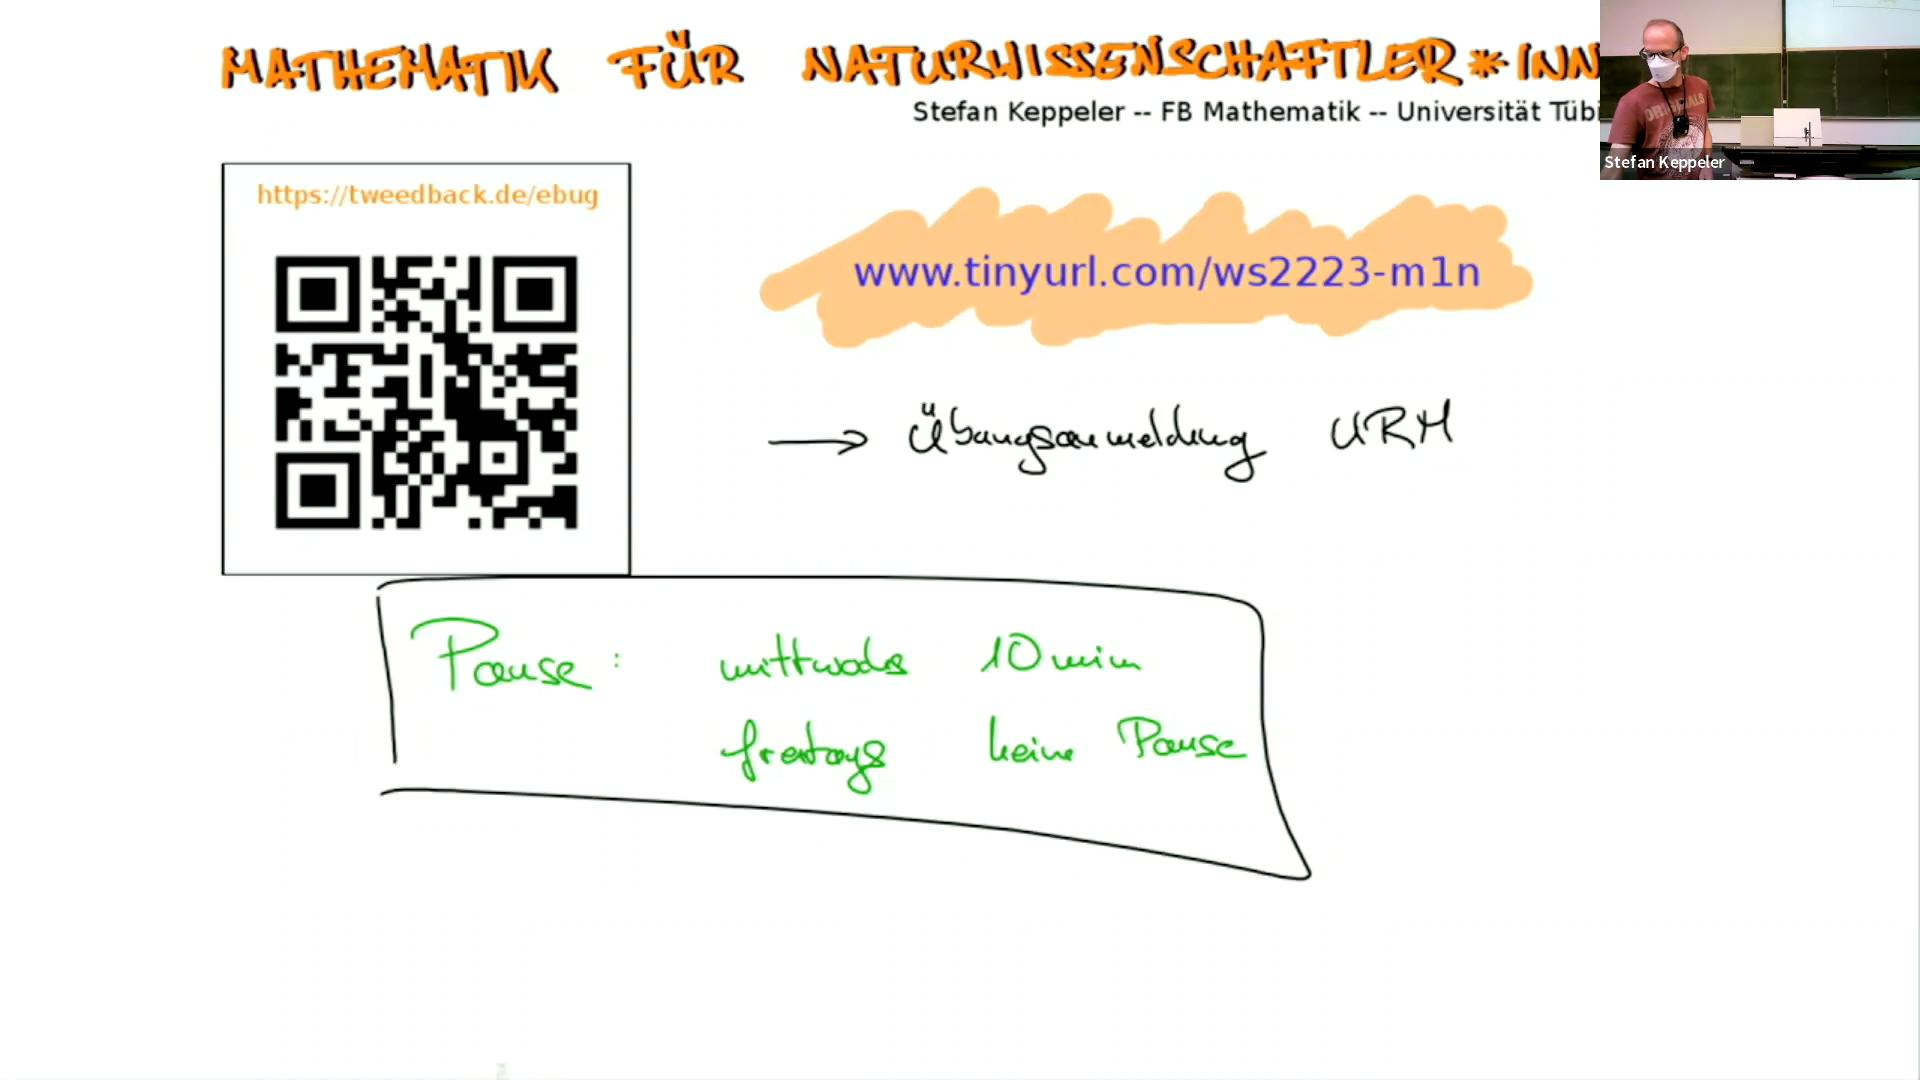 MATHEMATIK FÜR NATURWISSENSCHAFTLER*INN
Stefan Keppeler -- FB Mathematik -- Universität Tübi
Stefan Keppeler
https://tweedback.de/ebug
www.tinyurl.com/ws2223-m1n
→ Übungsanmeldung URM
Pause: mittwochs 10 min
freitags keine Pause